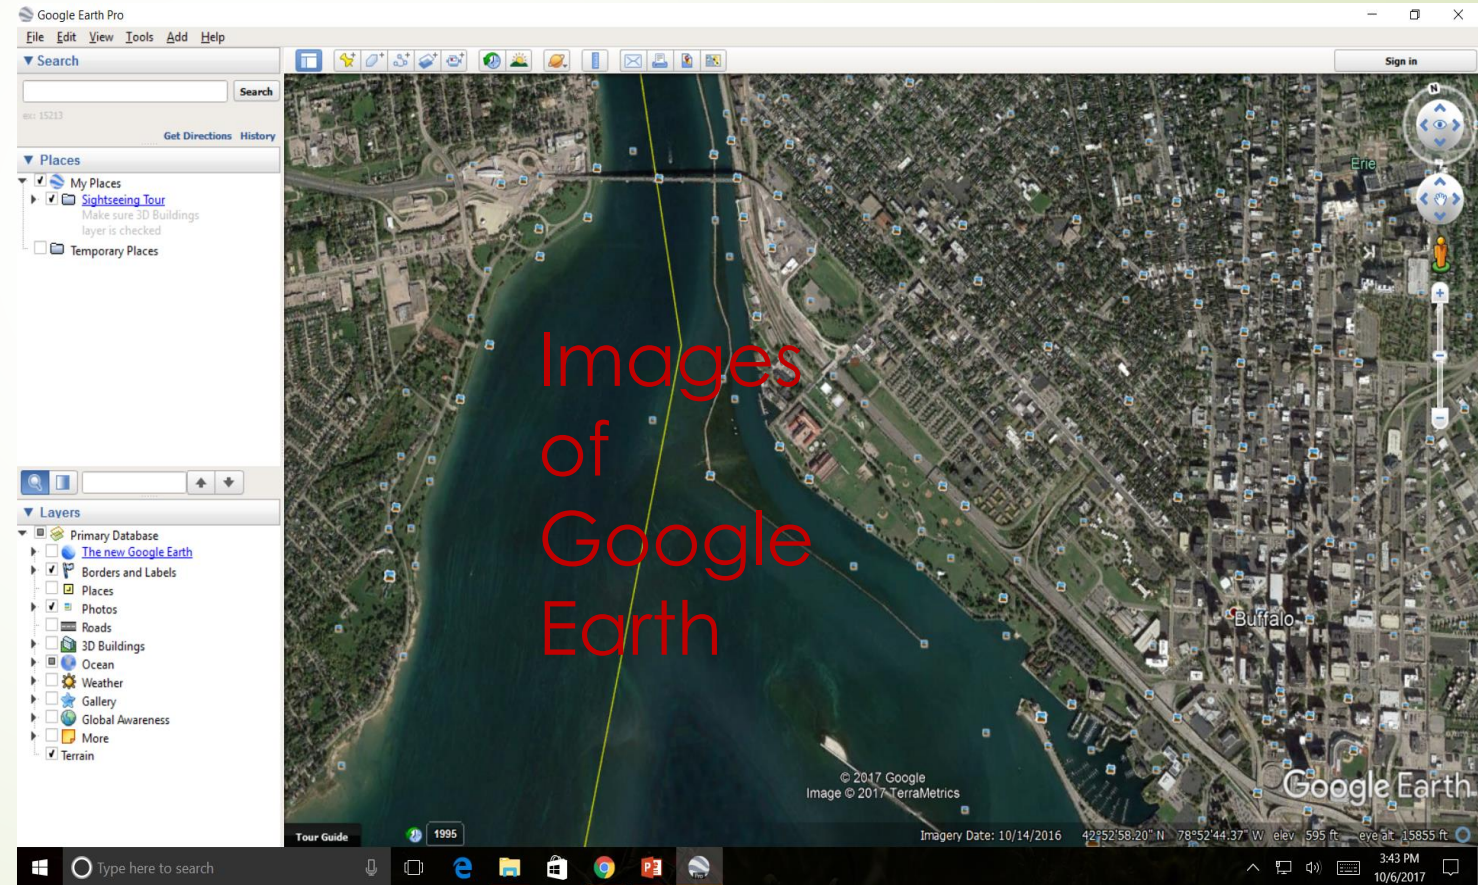 Google Earth Pro
File Edit View Tools Add Help
Search
Sign in
Search
ex: 15213
Get Directions History
Places
My Places
Sightseeing Tour
Make sure 3D Buildings
layer is checked
Temporary Places
Layers
Primary Database
The new Google Earth
Borders and Labels
Places
Photos
Roads
3D Buildings
Ocean
Weather
Gallery
Global Awareness
More
Terrain
N
Erie
Images
of
Google
Earth
Buffalo
© 2017 Google
Image © 2017 TerraMetrics
Google Earth
Tour Guide
1995
Imagery Date: 10/14/2016 42°52'58.20" N 78°52'44.37" W elev 595 ft eye alt 15855 ft
Type here to search
3:43 PM
10/6/2017